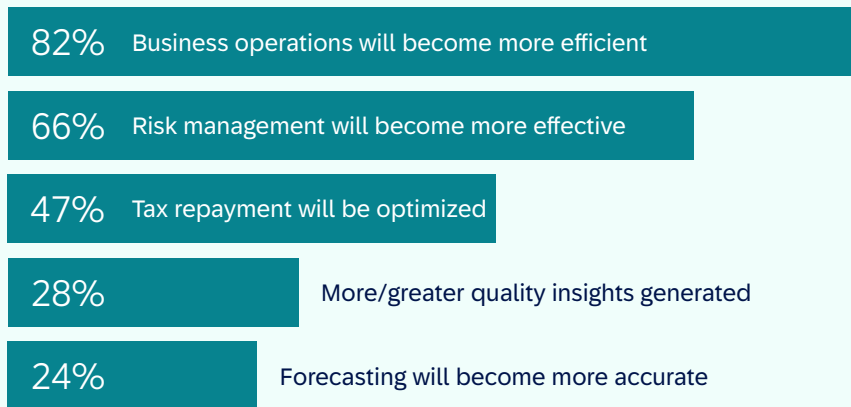 82% Business operations will become more efficient
66% Risk management will become more effective
47% Tax repayment will be optimized
28% More/greater quality insights generated
24% Forecasting will become more accurate